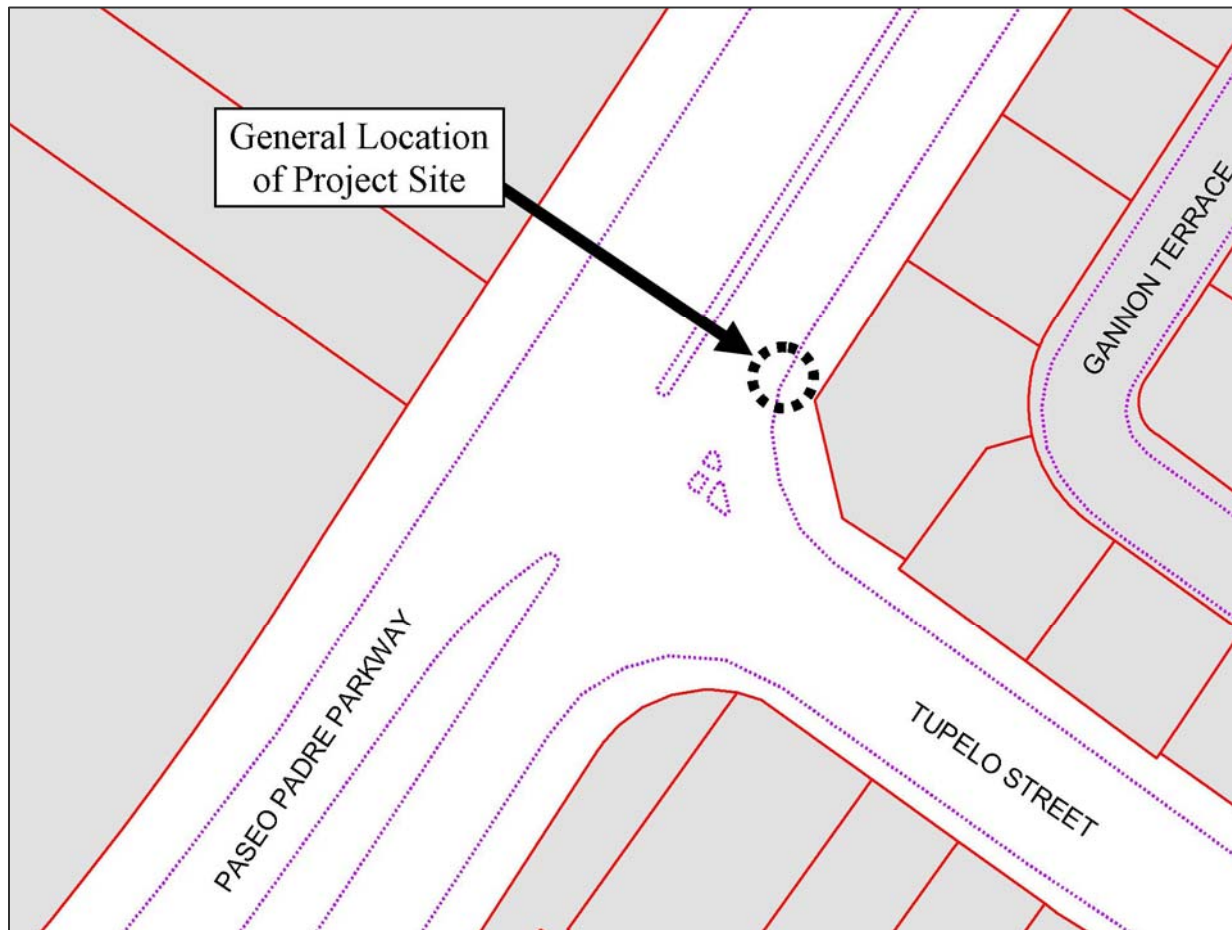 General Location
of Project Site
GANNON TERRACE
PASEO PADRE PARKWAY
TUPELO STREET